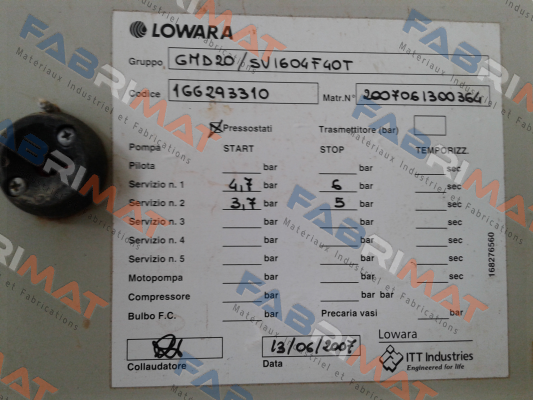 LOWARA
Gruppo GMD20/SV1604F40T
Codice 166293310 Matr.N° 2007061300364
Pressostati Trasmettitore (bar)
Pompa START STOP TEMPORIZZ.
Pilota bar bar sec
Servizio n. 1 4,7 bar 6 bar sec
Servizio n. 2 3,7 bar 5 bar sec
Servizio n. 3 bar bar sec
Servizio n. 4 bar bar sec
Servizio n. 5 bar bar sec
Motopompa bar bar sec
Compressore bar bar bar
Bulbo F.C. bar Precaria vasi bar
168276560
13/06/2007
Collaudatore Data
Lowara
ITT Industries
Engineered for life
FABRIMAT
Materiaux Industriel et Fabrications